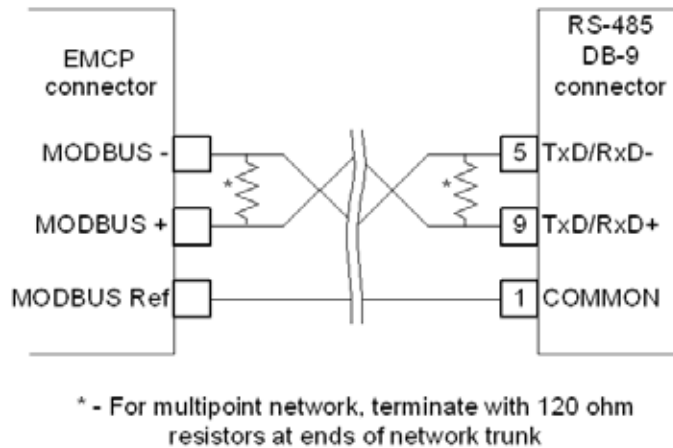 EMCP
connector
RS-485
DB-9
connector
MODBUS -
5 TxD/RxD-
*
*
MODBUS +
9 TxD/RxD+
MODBUS Ref
1 COMMON
* - For multipoint network, terminate with 120 ohm
resistors at ends of network trunk